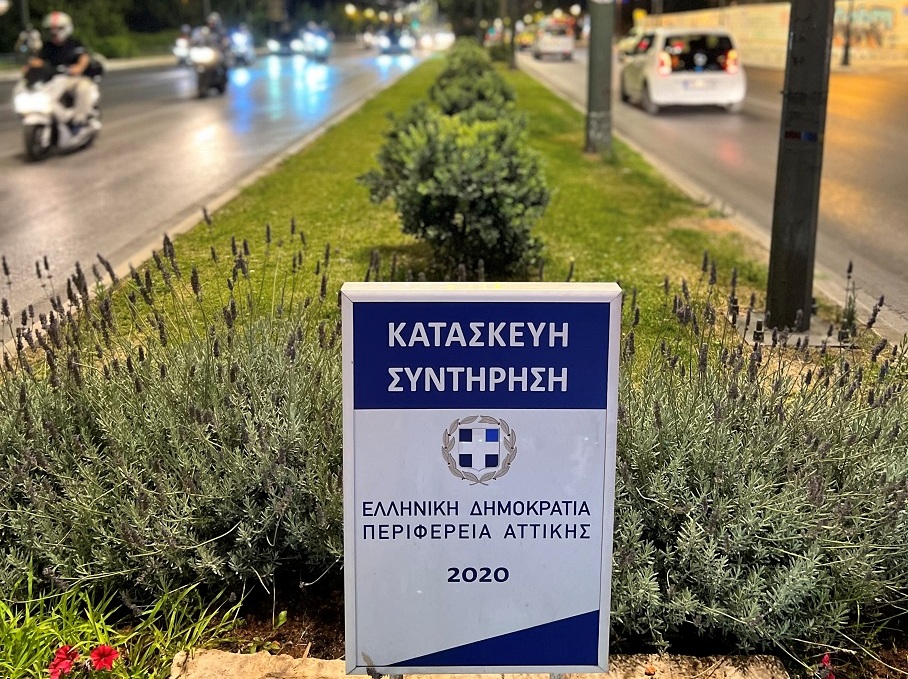 ΚΑΤΑΣΚΕΥΗ
ΣΥΝΤΗΡΗΣΗ
ΕΛΛΗΝΙΚΗ ΔΗΜΟΚΡΑΤΙΑ
ΠΕΡΙΦΕΡΕΙΑ ΑΤΤΙΚΗΣ
2020